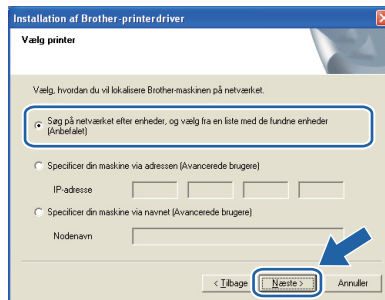 Installation af Brother-printerdriver
Vælg printer
Vælg, hvordan du vil lokalisere Brother-maskinen på netværket.
Søg på netværket efter enheder, og vælg fra en liste med de fundne enheder
(Anbefalet)
Specificer din maskine via adressen (Avancerede brugere)
IP-adresse
Specificer din maskine via navnet (Avancerede brugere)
Nodenavn
< Tilbage Næste > Annuller